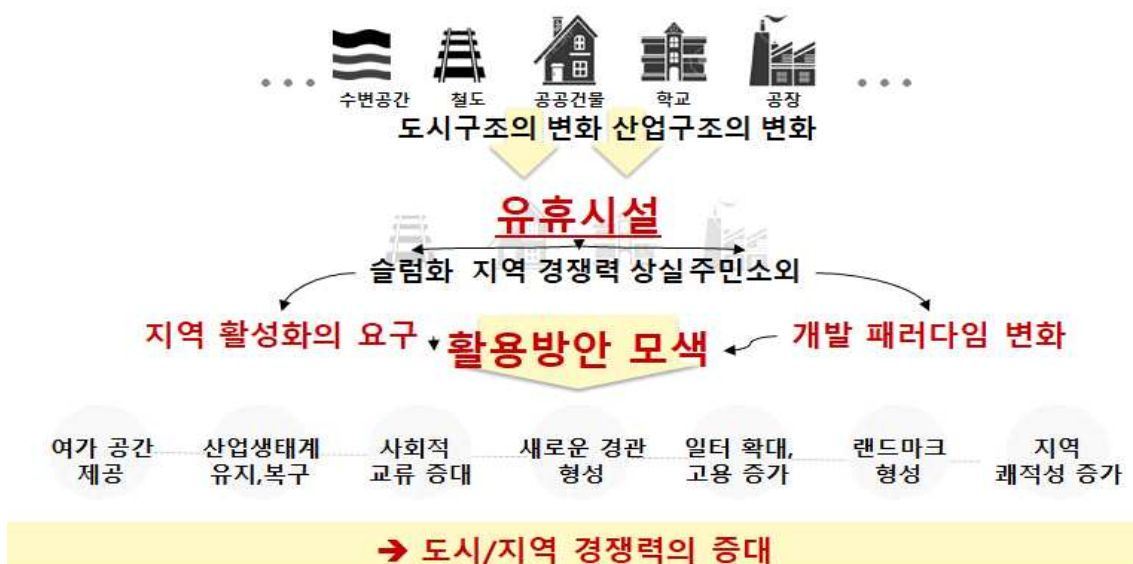 수변공간 철도 공공건물 학교 공장
도시구조의 변화 산업구조의 변화
유휴시설
슬럼화 지역 경쟁력 상실 주민소외
지역 활성화의 요구 활용방안 모색 개발 패러다임 변화
여가 공간
제공
산업생태계
유지,복구
사회적
교류 증대
새로운 경관
형성
일터 확대,
고용 증가
랜드마크
형성
지역
쾌적성 증가
➔ 도시/지역 경쟁력의 증대